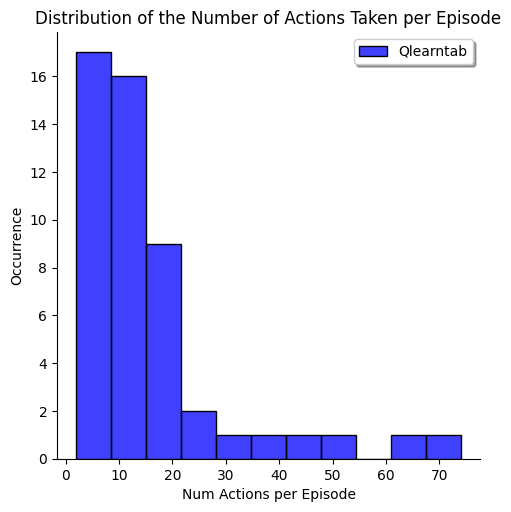 Distribution of the Number of Actions Taken per Episode
Qlearntab
16
14
12
10
8
6
4
2
0
Occurrence
0 10 20 30 40 50 60 70
Num Actions per Episode